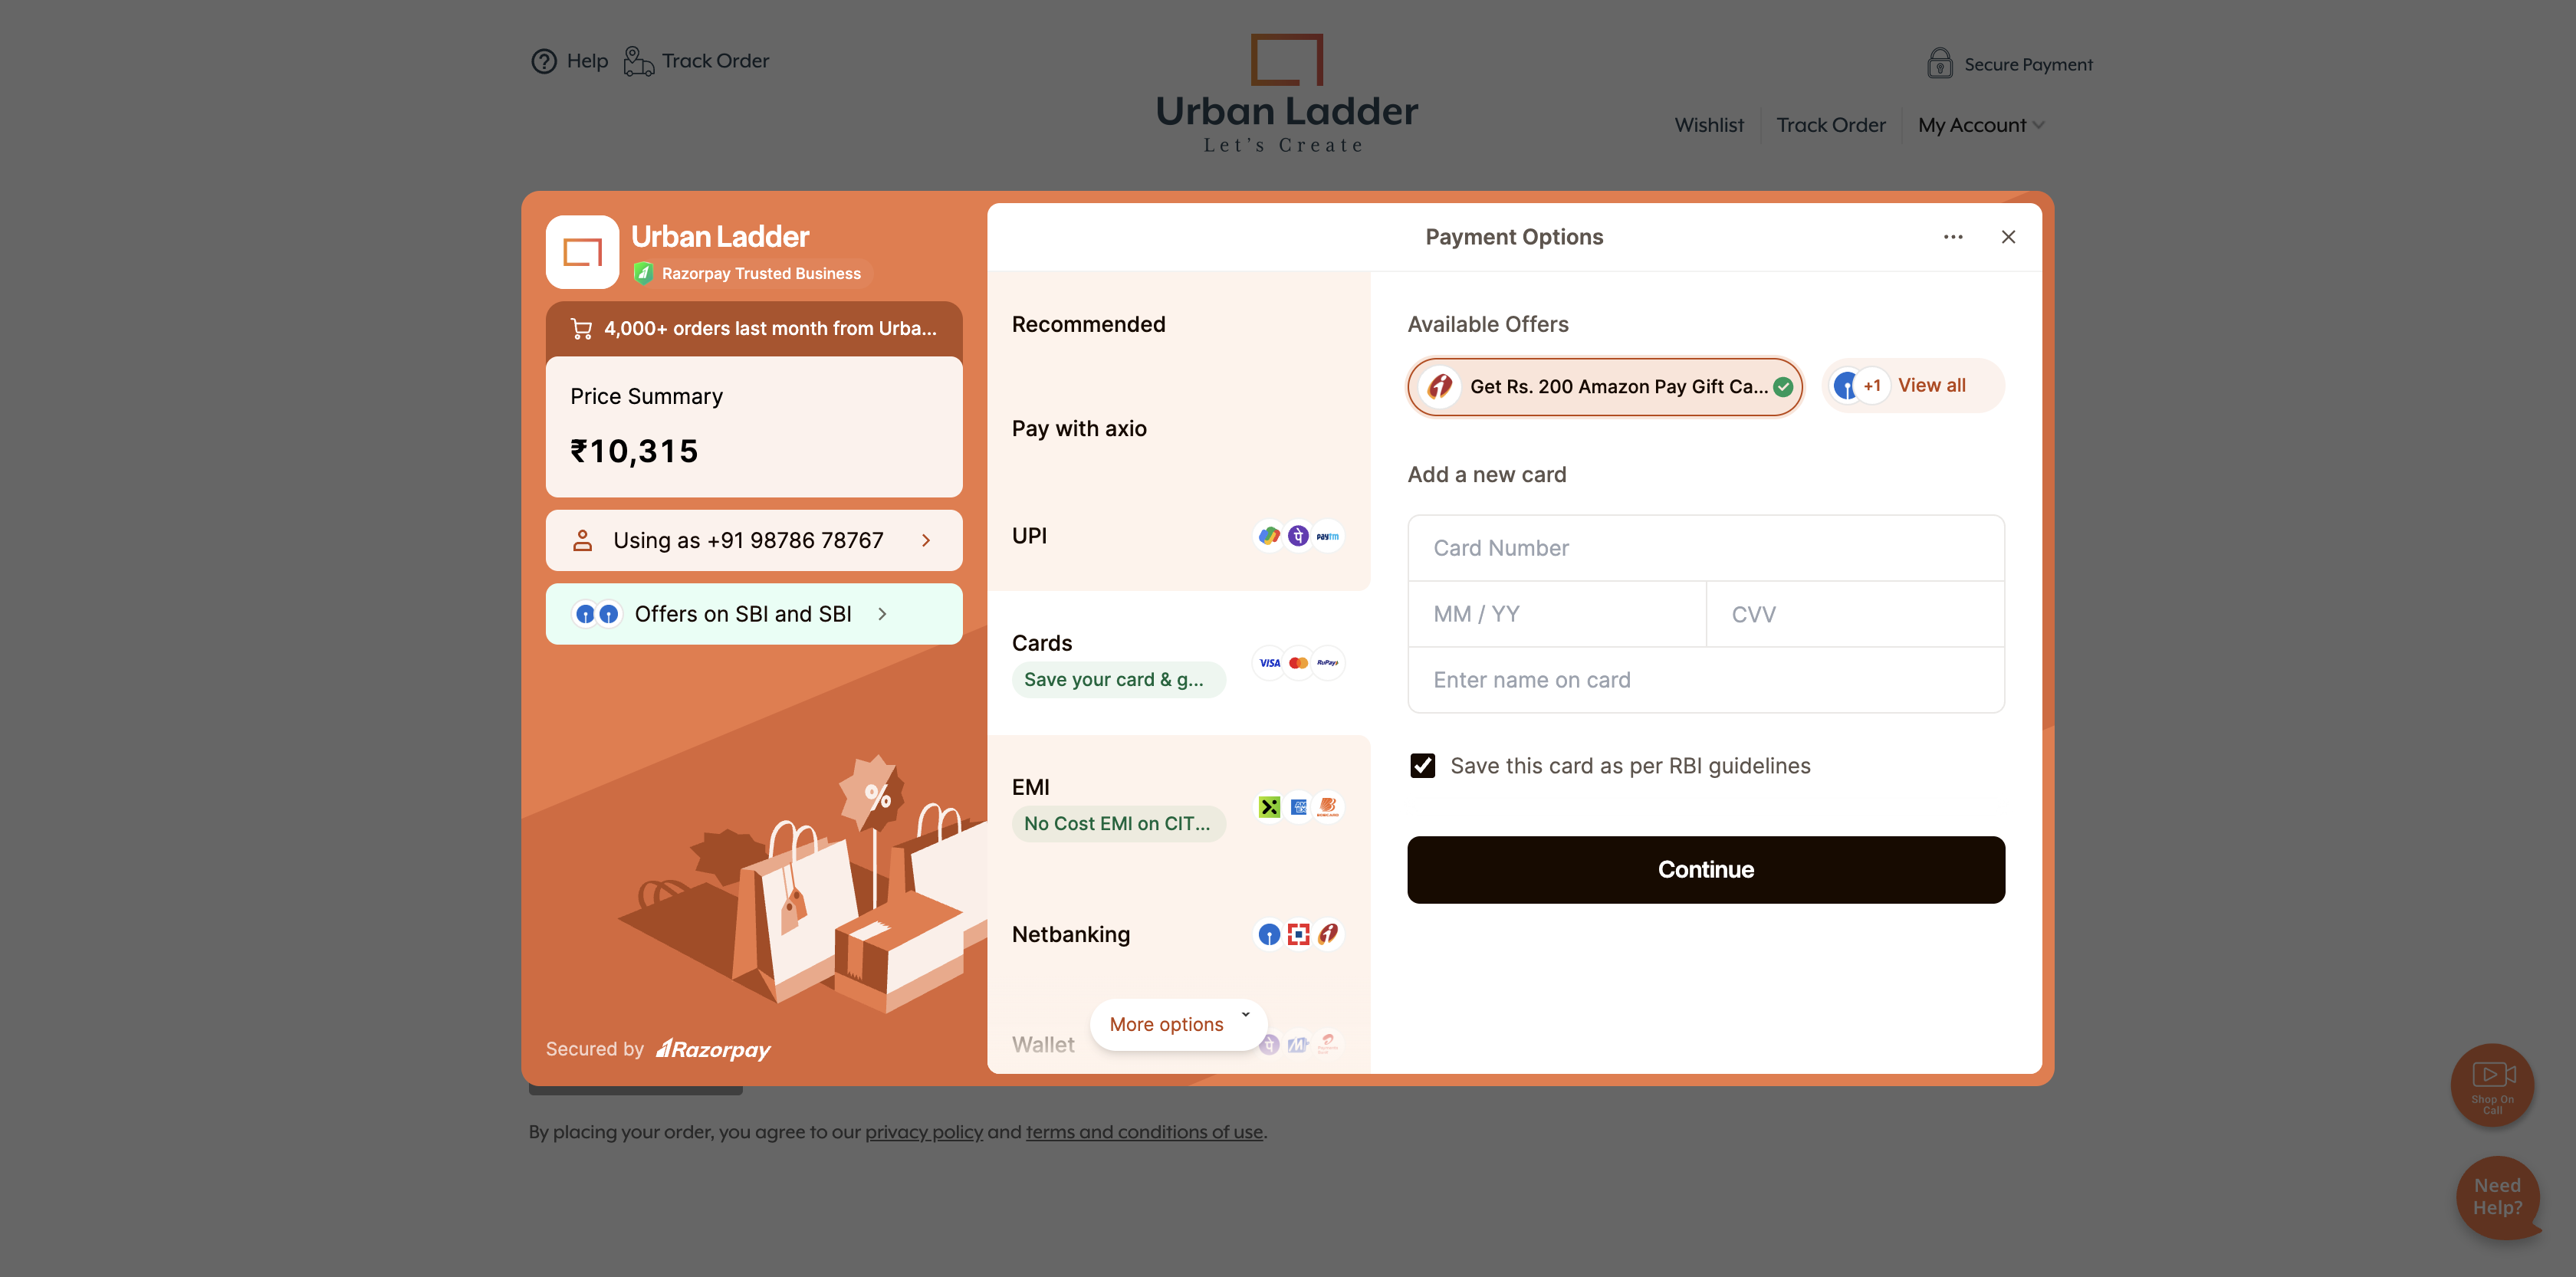 Help
Track Order
Urban Ladder
Let's Create
Secure Payment
Wishlist
Track Order
My Account
Urban Ladder
Razorpay Trusted Business
4,000+ orders last month from Urba...
Price Summary
₹10,315
Using as +91 98786 78767
Offers on SBI and SBI
%
Secured by Razorpay
Payment Options
Recommended
Pay with axio
UPI
paytm
Cards
Save your card & g...
VISA
RuPay
EMI
No Cost EMI on CIT...
Netbanking
Wallet
More options
Available Offers
Get Rs. 200 Amazon Pay Gift Ca...
+1 View all
Add a new card
Card Number
MM / YY
CVV
Enter name on card
Save this card as per RBI guidelines
Continue
By placing your order, you agree to our privacy policy and terms and conditions of use.
Shop On
Call
Need
Help?